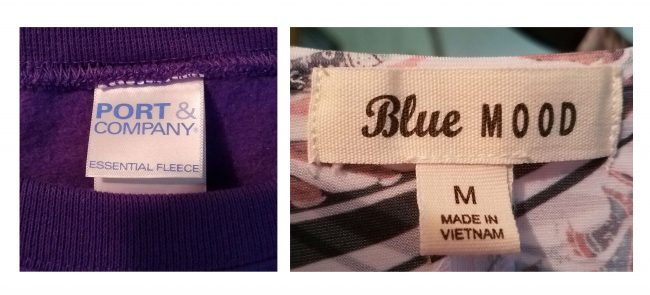 PORT &
COMPANY®
ESSENTIAL FLEECE
Blue MOOD
M
MADE IN
VIETNAM